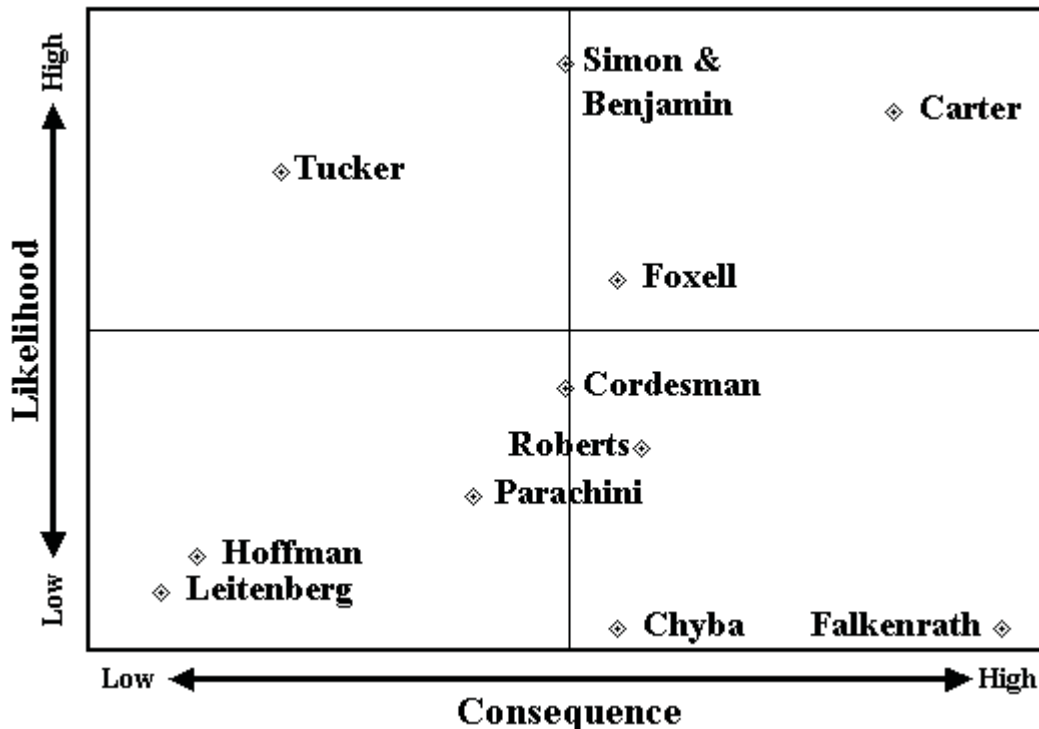 High
Simon &
Benjamin
Carter
Tucker
Foxell
Likelihood
Cordesman
Roberts
Parachini
Hoffman
Leitenberg
Low
Chyba
Falkenrath
Low
High
Consequence